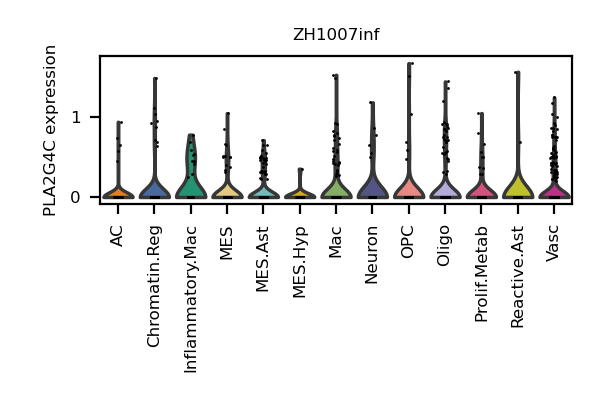 ZH1007inf
PLA2G4C expression
1
0
AC
Chromatin.Reg
Inflammatory.Mac
MES
MES.Ast
MES.Hyp
Mac
Neuron
OPC
Oligo
Prolif.Metab
Reactive.Ast
Vasc